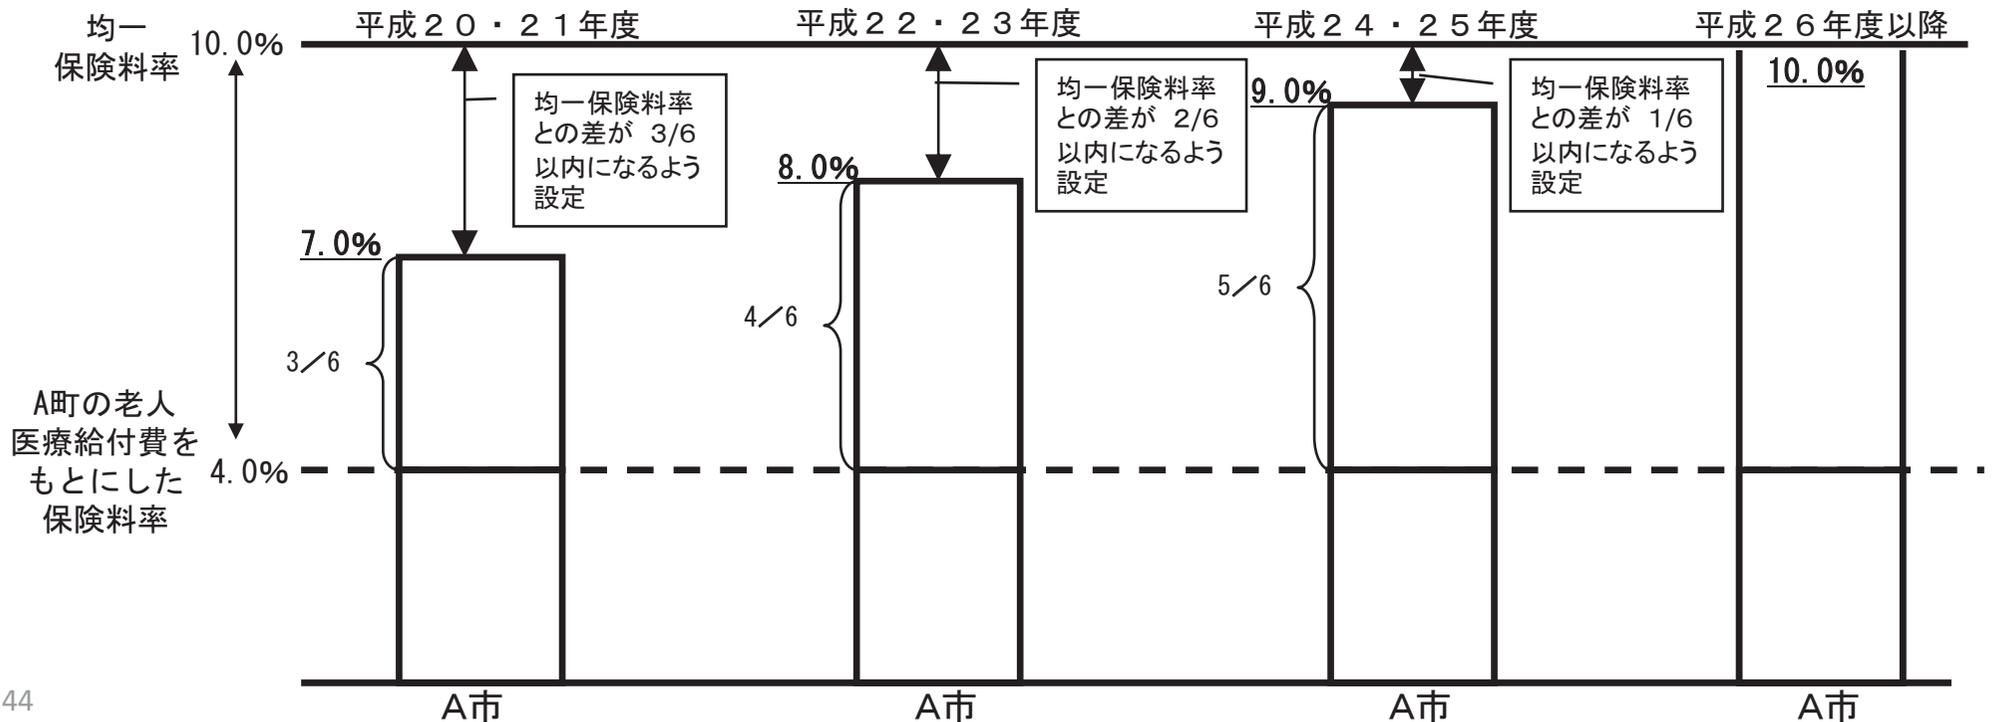 均一
保険料率
10.0%
平成２０・２１年度
平成２２・２３年度
平成２４・２５年度
平成２６年度以降
均一保険料率
との差が 3/6
以内になるよう
設定
均一保険料率
との差が 2/6
以内になるよう
設定
均一保険料率
との差が 1/6
以内になるよう
設定
7.0%
8.0%
9.0%
10.0%
3／6
4／6
5／6
A町の老人
医療給付費を
もとにした
保険料率
4.0%
A市
A市
A市
A市
44